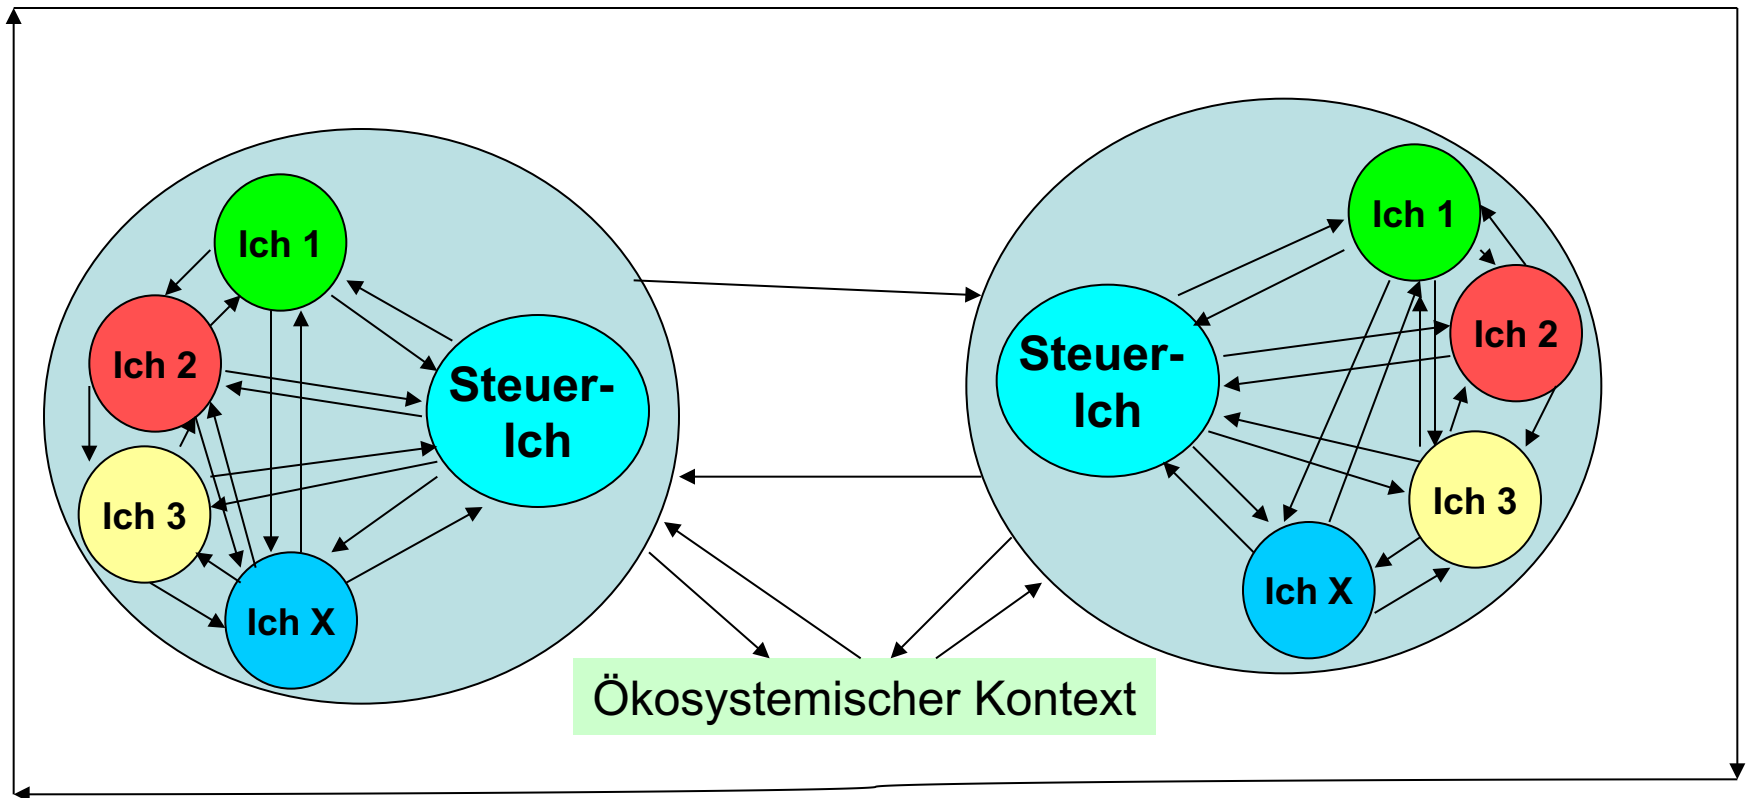 Ich 1
Ich 2
Steuer-
Ich
Ich 3
Ich X
Ich 1
Ich 2
Steuer-
Ich
Ich 3
Ich X
Ökosystemischer Kontext